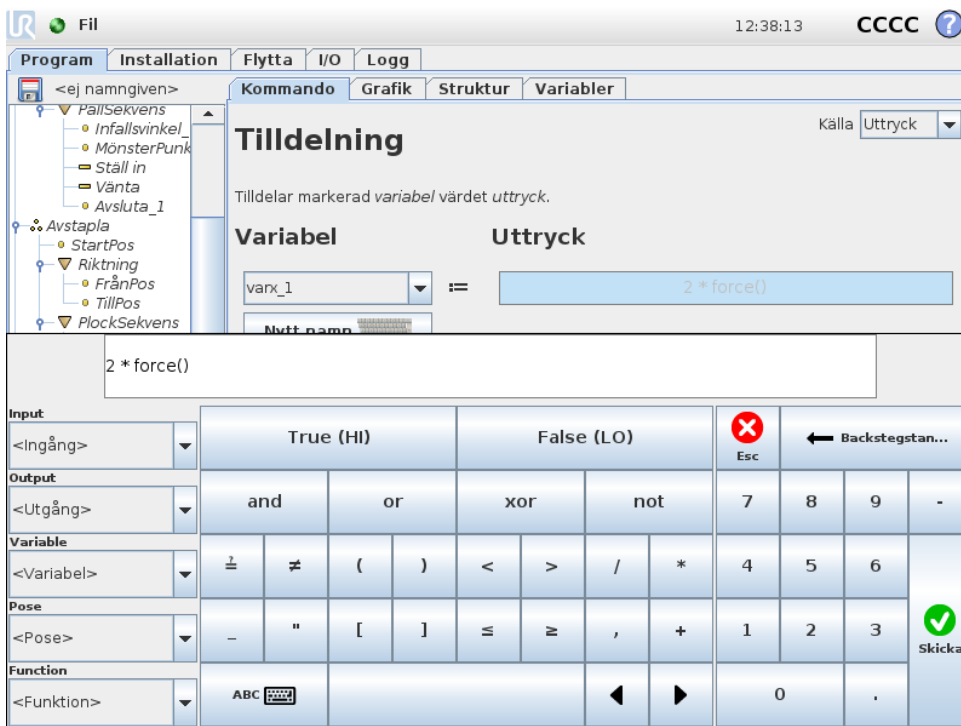 UR Fil 12:38:13 CCCC ?
Program Installation Flytta I/O Logg
<ej namngiven>
Kommando Grafik Struktur Variabler
PallSekvens
Infallsvinkel_
MönsterPunk
Ställ in
Vänta
Avsluta_1
Avstapla
StartPos
Riktning
FrånPos
TillPos
PlockSekvens
Tilldelning
Källa Uttryck
Tilldelar markerad variabel värdet uttryck.
Variabel Uttryck
varx_1 := 2 * force()
Nytt namn
2 * force()
Input
<Ingång>
Output
<Utgång>
Variable
<Variabel>
Pose
<Pose>
Function
<Funktion>
True (HI) False (LO) Esc Backstegstan...
and or xor not 7 8 9 -
≟ ≠ ( ) < > / * 4 5 6
_ " [ ] ≤ ≥ , + 1 2 3 Skicka
ABC 0 .